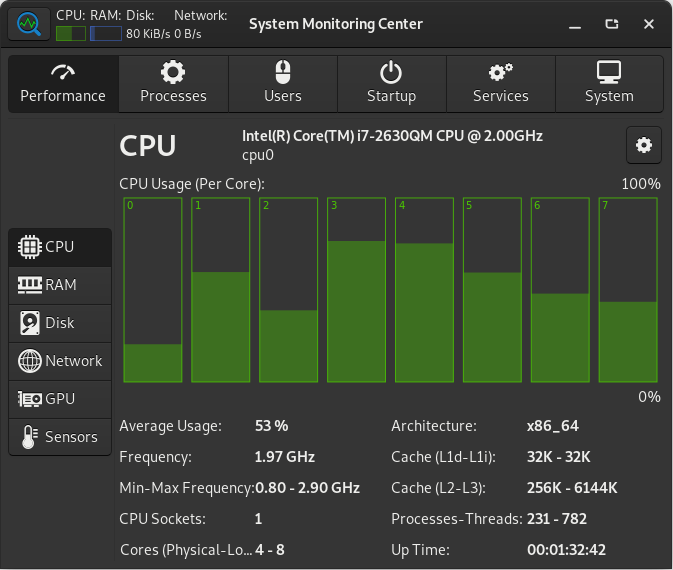 CPU: RAM: Disk: Network:
80 KiB/s 0 B/s
System Monitoring Center
Performance Processes Users Startup Services System
CPU
Intel(R) Core(TM) i7-2630QM CPU @ 2.00GHz
cpu0
CPU Usage (Per Core): 100%
0 1 2 3 4 5 6 7
CPU
RAM
Disk
Network
GPU
Sensors
0%
Average Usage: 53 % Architecture: x86_64
Frequency: 1.97 GHz Cache (L1d-L1i): 32K - 32K
Min-Max Frequency: 0.80 - 2.90 GHz Cache (L2-L3): 256K - 6144K
CPU Sockets: 1 Processes-Threads: 231 - 782
Cores (Physical-Lo... 4 - 8 Up Time: 00:01:32:42